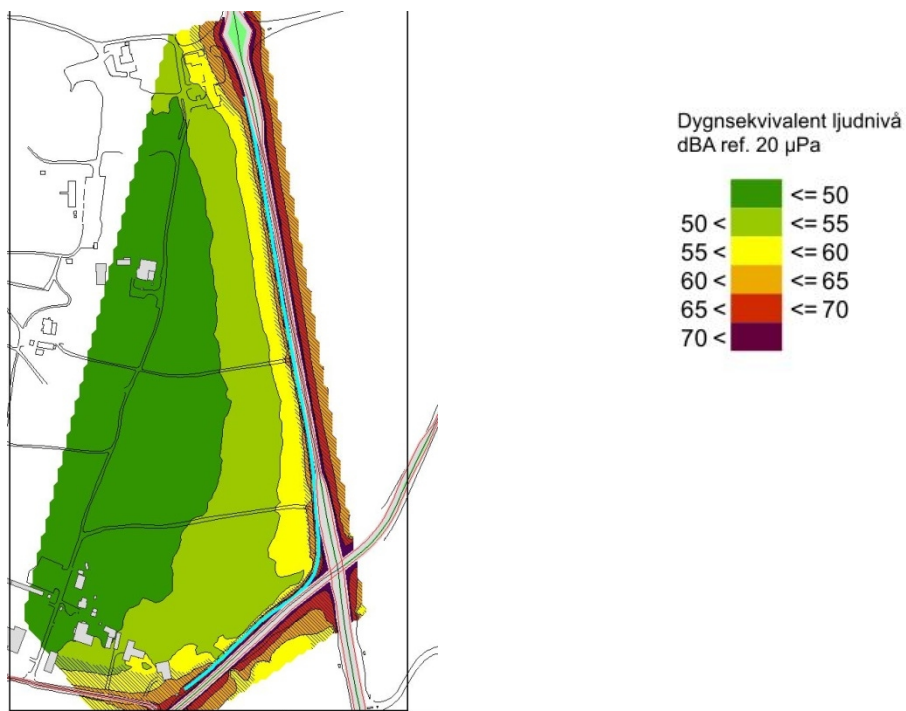 Dygnsekvivalent ljudnivå
dBA ref. 20 µPa
<= 50
50 < <= 55
55 < <= 60
60 < <= 65
65 < <= 70
70 <